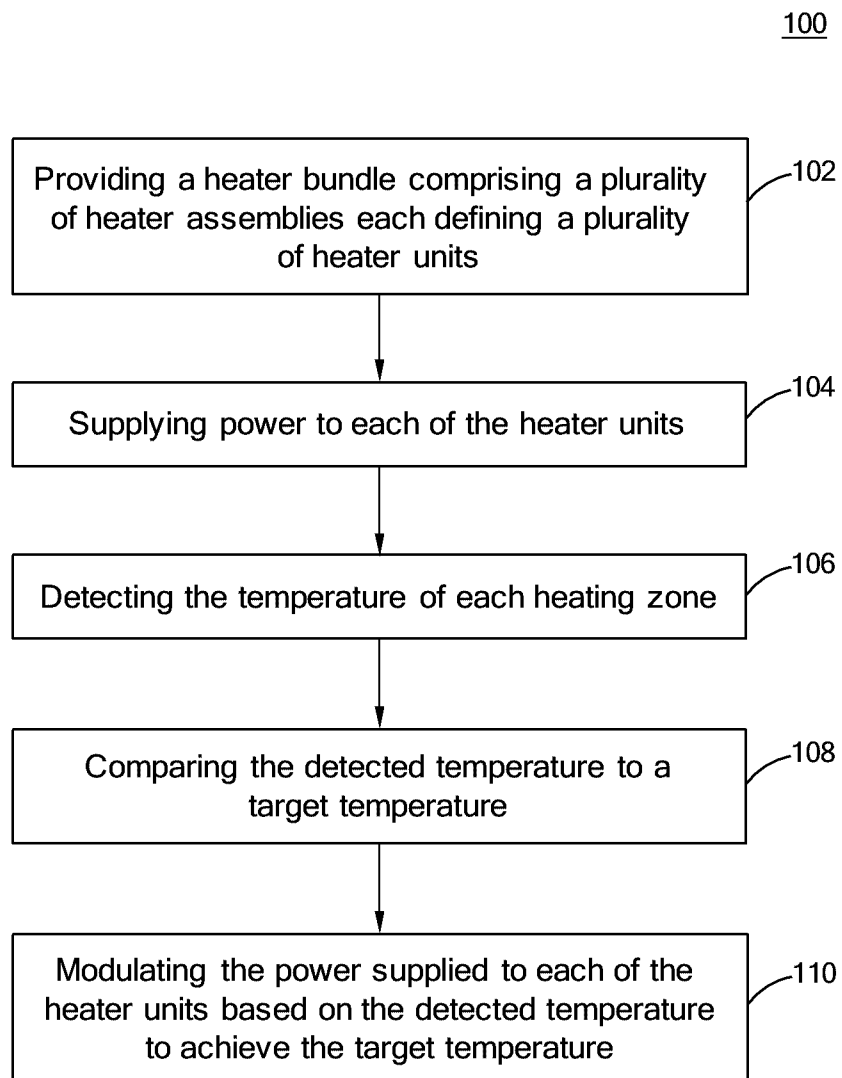 100
Providing a heater bundle comprising a plurality
of heater assemblies each defining a plurality
of heater units
102
Supplying power to each of the heater units
104
Detecting the temperature of each heating zone
106
Comparing the detected temperature to a
target temperature
108
Modulating the power supplied to each of the
heater units based on the detected temperature
to achieve the target temperature
110